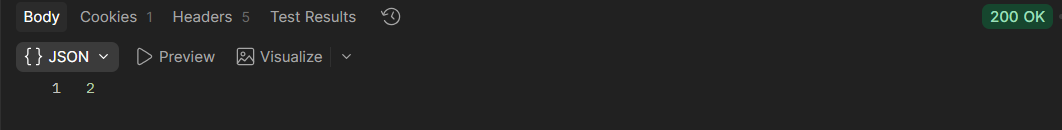 Body Cookies 1 Headers 5 Test Results 200 OK
{} JSON Preview Visualize
1 2